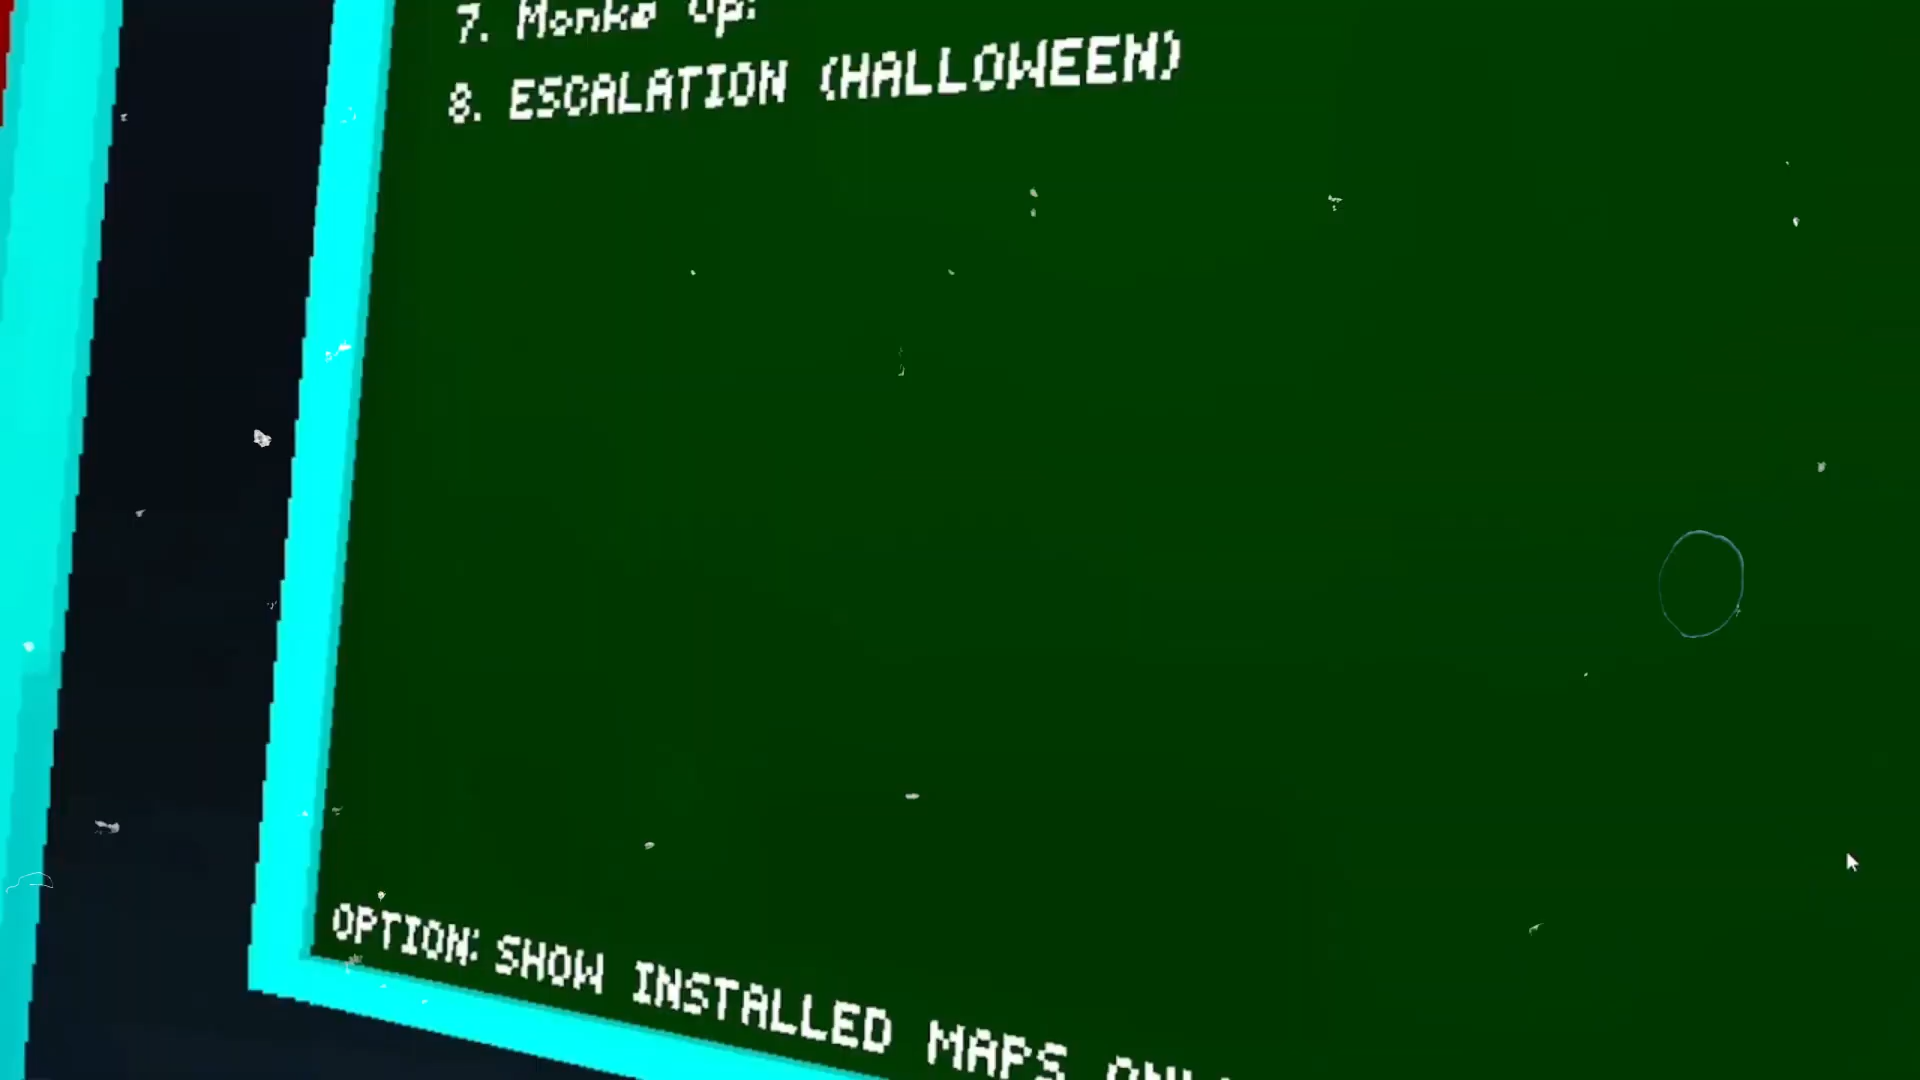 7. Monke Up:
8. ESCALATION (HALLOWEEN)
OPTION: SHOW INSTALLED MAPS